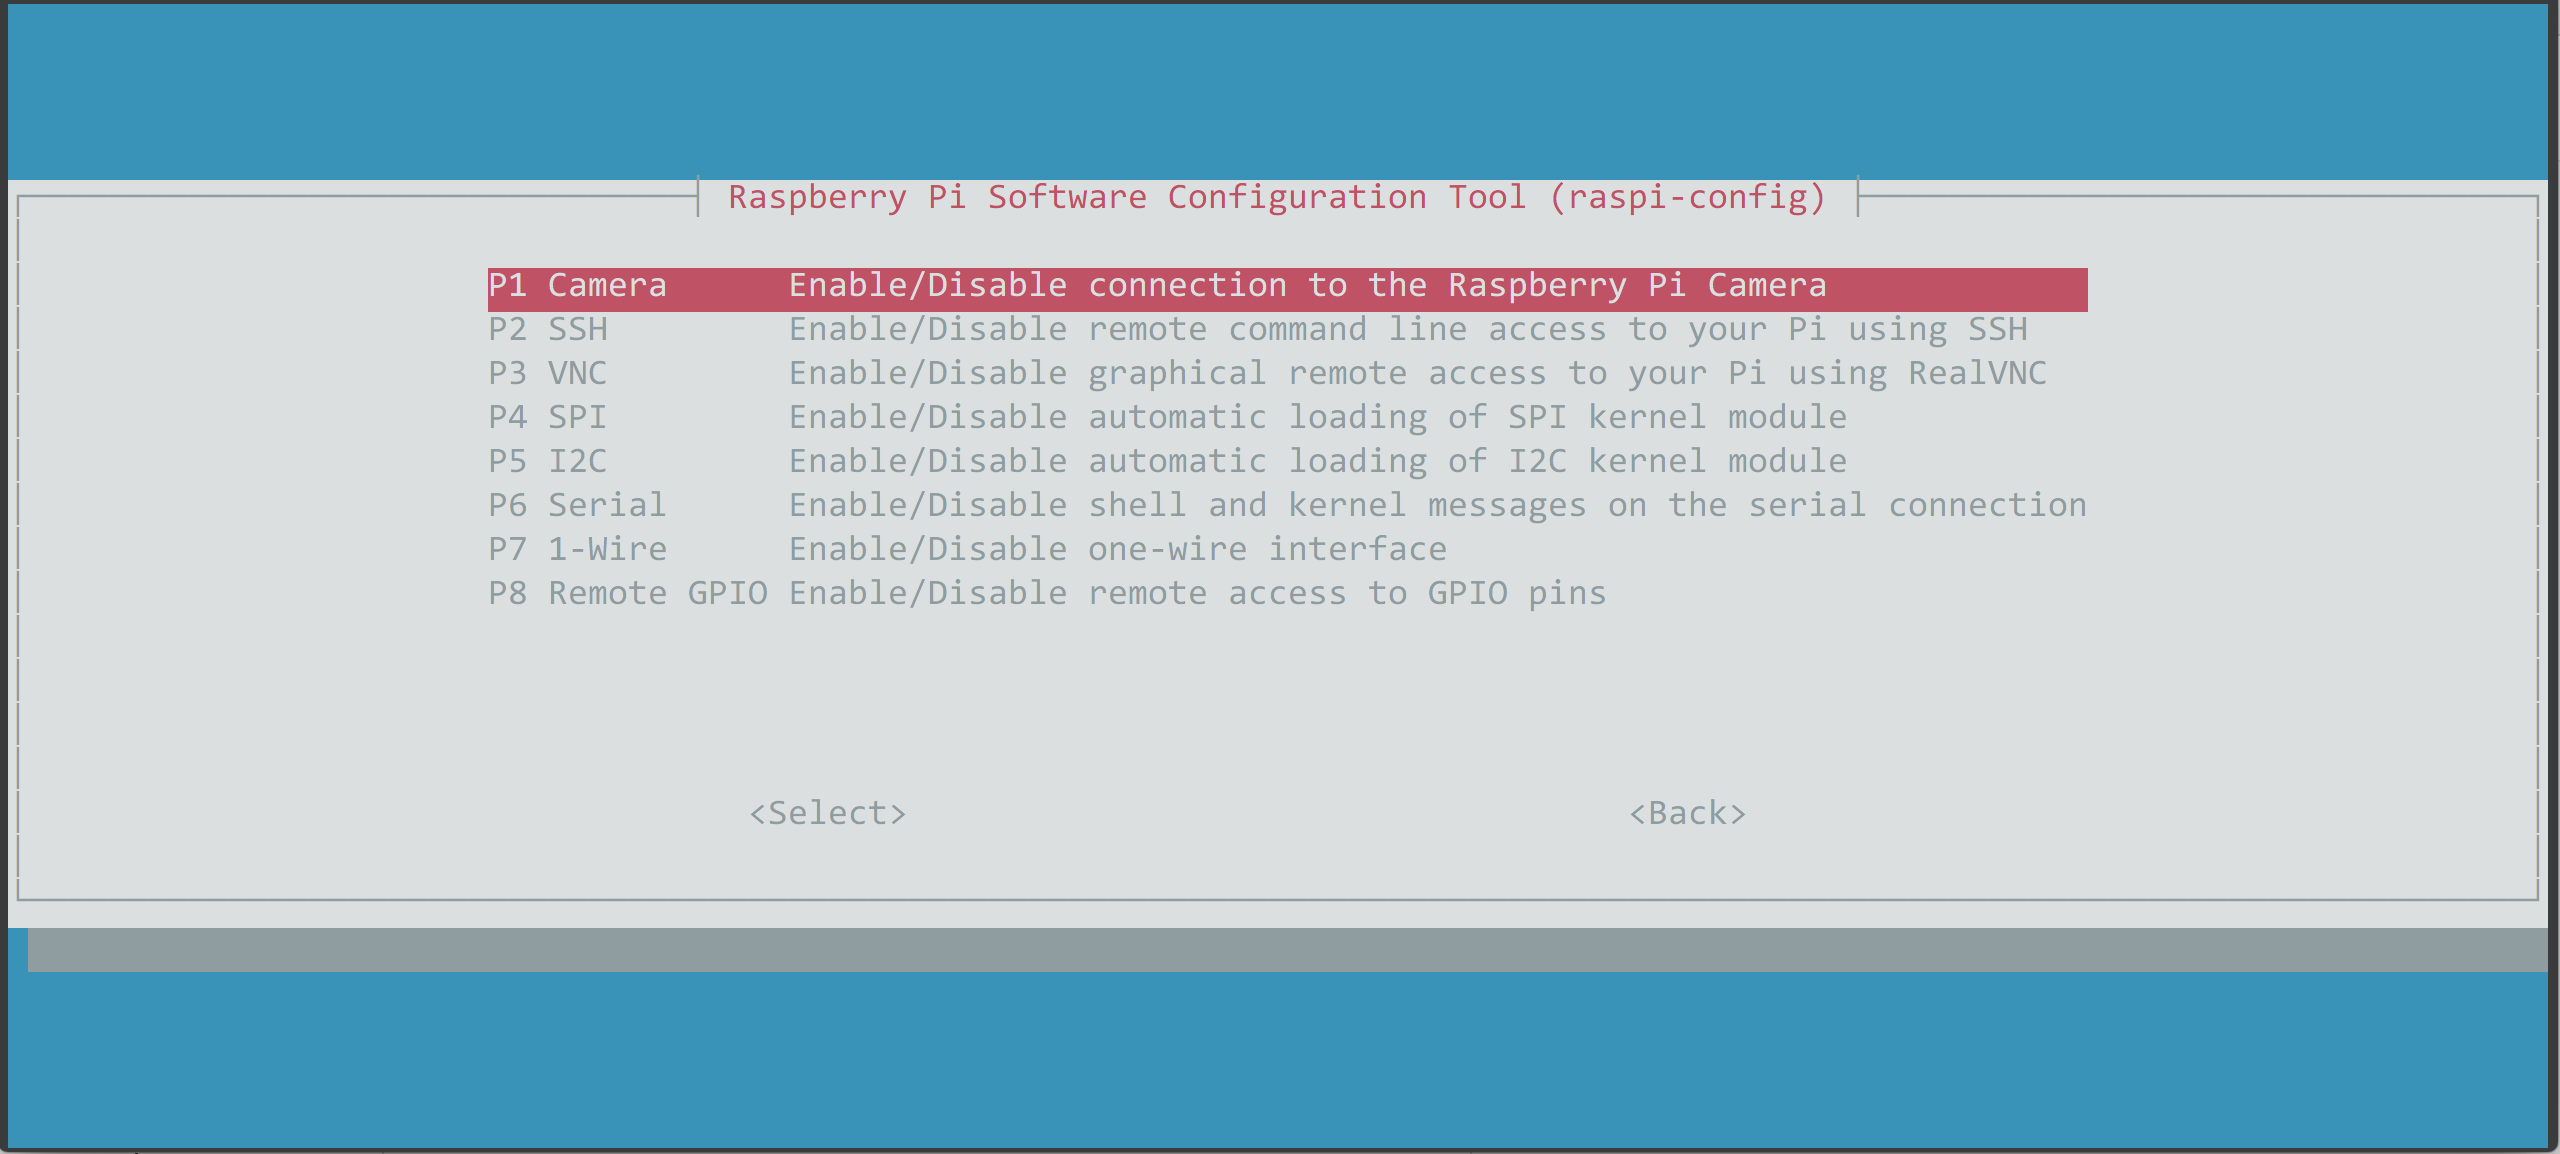 Raspberry Pi Software Configuration Tool (raspi-config)
P1 Camera Enable/Disable connection to the Raspberry Pi Camera
P2 SSH Enable/Disable remote command line access to your Pi using SSH
P3 VNC Enable/Disable graphical remote access to your Pi using RealVNC
P4 SPI Enable/Disable automatic loading of SPI kernel module
P5 I2C Enable/Disable automatic loading of I2C kernel module
P6 Serial Enable/Disable shell and kernel messages on the serial connection
P7 1-Wire Enable/Disable one-wire interface
P8 Remote GPIO Enable/Disable remote access to GPIO pins
<Select> <Back>